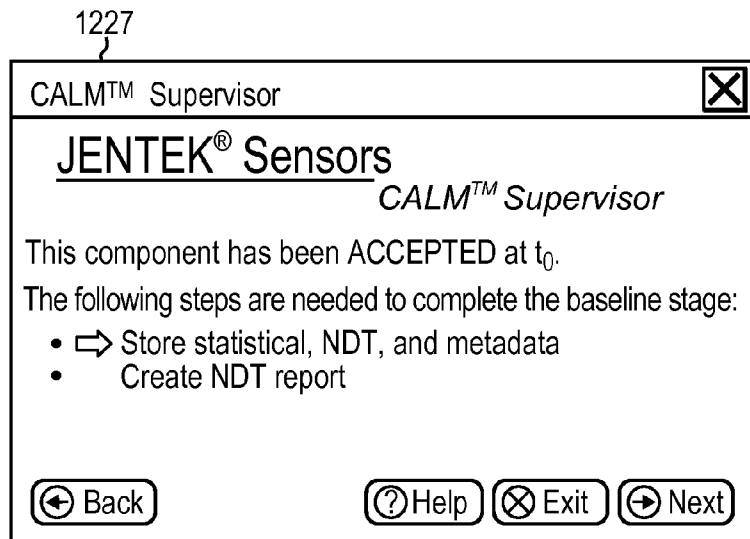 1227
CALM™ Supervisor
JENTEK® Sensors
CALM™ Supervisor
This component has been ACCEPTED at t₀.
The following steps are needed to complete the baseline stage:
• ⇨ Store statistical, NDT, and metadata
• Create NDT report
Back Help Exit Next